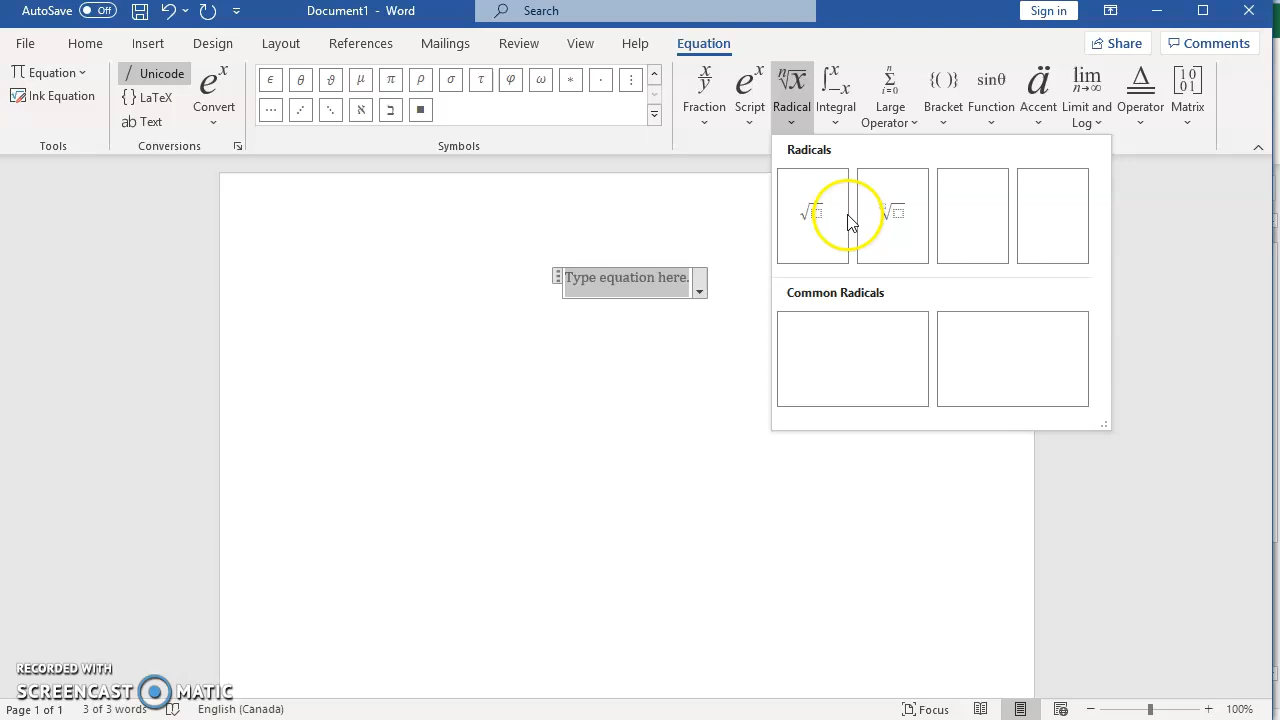 AutoSave Off Document1 - Word Search Sign in
File Home Insert Design Layout References Mailings Review View Help Equation Share Comments
Equation Unicode
Ink Equation LaTeX
ab Text
Convert
ϵ θ ϑ μ π ρ σ τ φ ω ∗ ∙ ⋮
⋯ ⋰ ⋱ ℵ ℶ ■
Fraction Script Radical Integral Large Operator Bracket Function Accent Limit and Log Operator Matrix
Tools Conversions Symbols
Radicals
Type equation here.
Common Radicals
RECORDED WITH
SCREENCAST MATIC
Page 1 of 1 3 of 3 words English (Canada) Focus 100%